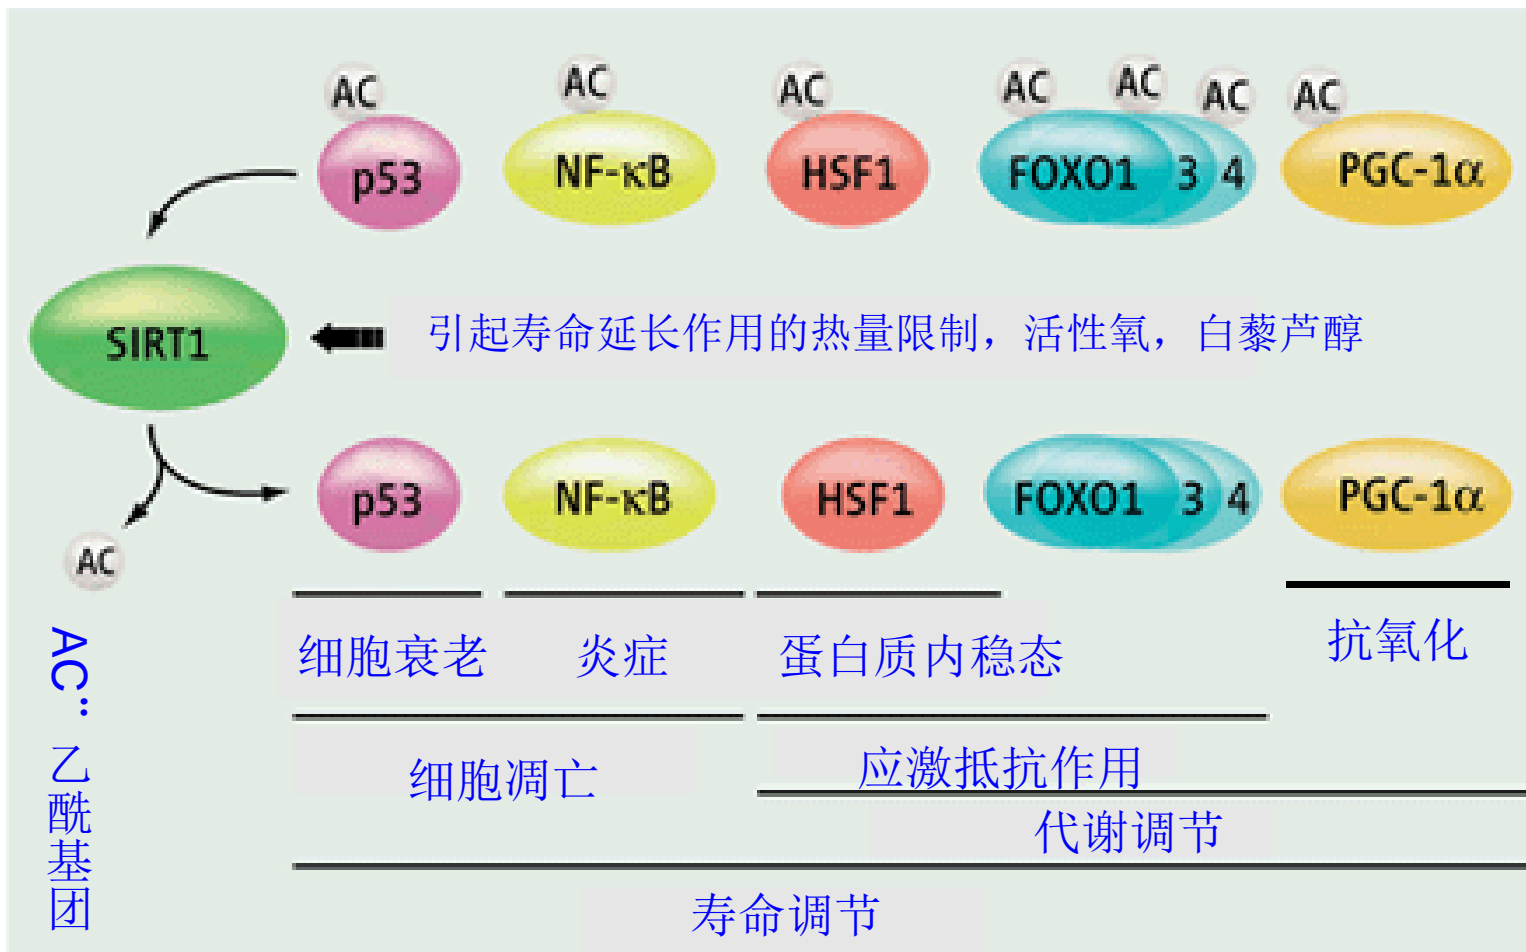 AC AC AC AC AC AC AC
p53 NF-κB HSF1 FOXO1 3 4 PGC-1α
SIRT1 引起寿命延长作用的热量限制，活性氧，白藜芦醇
p53 NF-κB HSF1 FOXO1 3 4 PGC-1α
AC
细胞衰老 炎症 蛋白质内稳态 抗氧化
细胞凋亡 应激抵抗作用
代谢调节
寿命调节
AC：乙酰基团